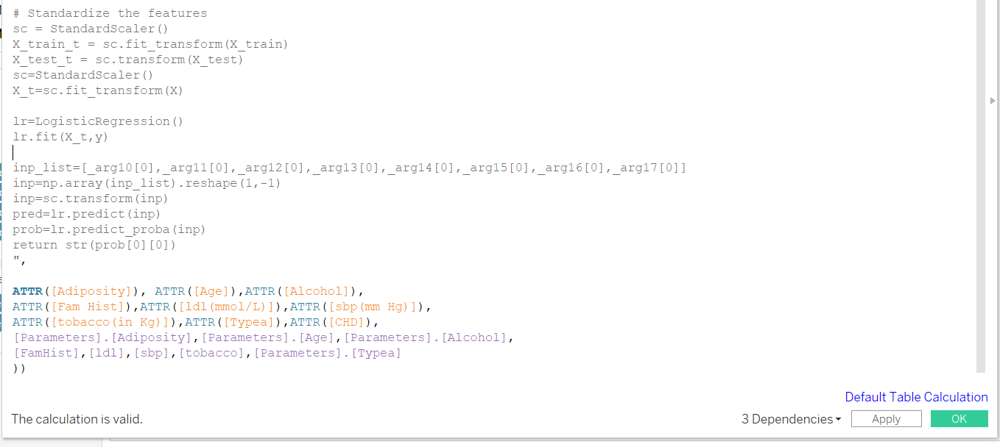 # Standardize the features
sc = StandardScaler()
X_train_t = sc.fit_transform(X_train)
X_test_t = sc.transform(X_test)
sc=StandardScaler()
X_t=sc.fit_transform(X)
lr=LogisticRegression()
lr.fit(X_t,y)
inp_list=[_arg10[0],_arg11[0],_arg12[0],_arg13[0],_arg14[0],_arg15[0],_arg16[0],_arg17[0]]
inp=np.array(inp_list).reshape(1,-1)
inp=sc.transform(inp)
pred=lr.predict(inp)
prob=lr.predict_proba(inp)
return str(prob[0][0])
",
ATTR([Adiposity]), ATTR([Age]),ATTR([Alcohol]),
ATTR([Fam Hist]),ATTR([ldl(mmol/L)]),ATTR([sbp(mm Hg)]),
ATTR([tobacco(in Kg)]),ATTR([Typea]),ATTR([CHD]),
[Parameters].[Adiposity],[Parameters].[Age],[Parameters].[Alcohol],
[FamHist],[ldl],[sbp],[tobacco],[Parameters].[Typea]
))
Default Table Calculation
The calculation is valid.
3 Dependencies
Apply
OK